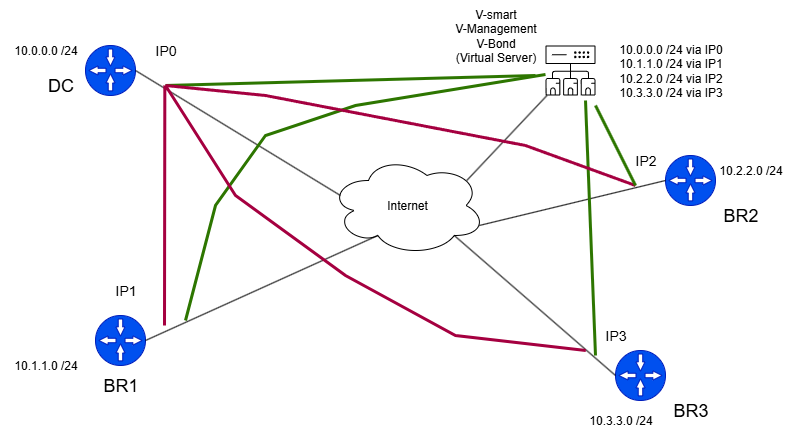 V-smart
V-Management
V-Bond
(Virtual Server)
10.0.0.0 /24
IP0
DC
10.0.0.0 /24 via IP0
10.1.1.0 /24 via IP1
10.2.2.0 /24 via IP2
10.3.3.0 /24 via IP3
IP2
10.2.2.0 /24
BR2
Internet
IP1
10.1.1.0 /24
BR1
IP3
BR3
10.3.3.0 /24